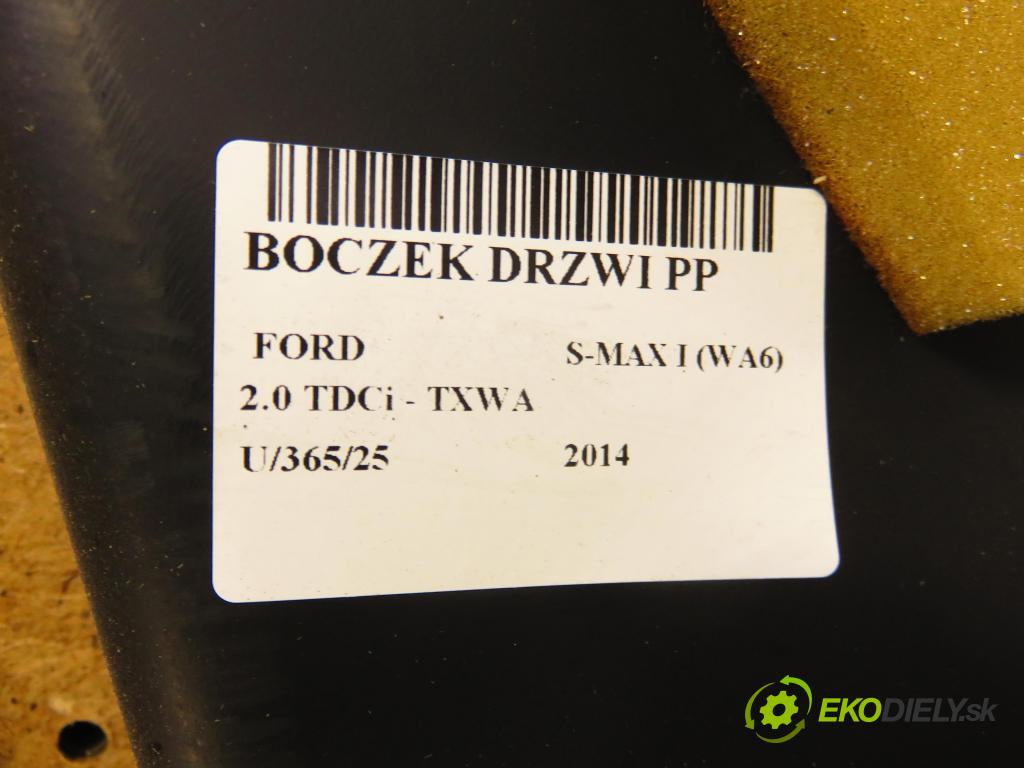 BOCZEK DRZWI PP
FORD S-MAX I (WA6)
2.0 TDCi - TXWA
U/365/25 2014
EKODIELY.sk